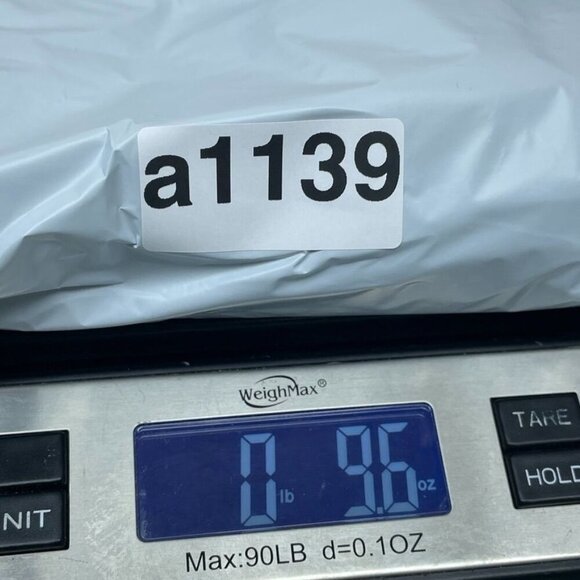 a1139
WeighMax®
0 lb 9.6 oz
TARE
HOLD
NIT
Max:90LB d=0.1OZ